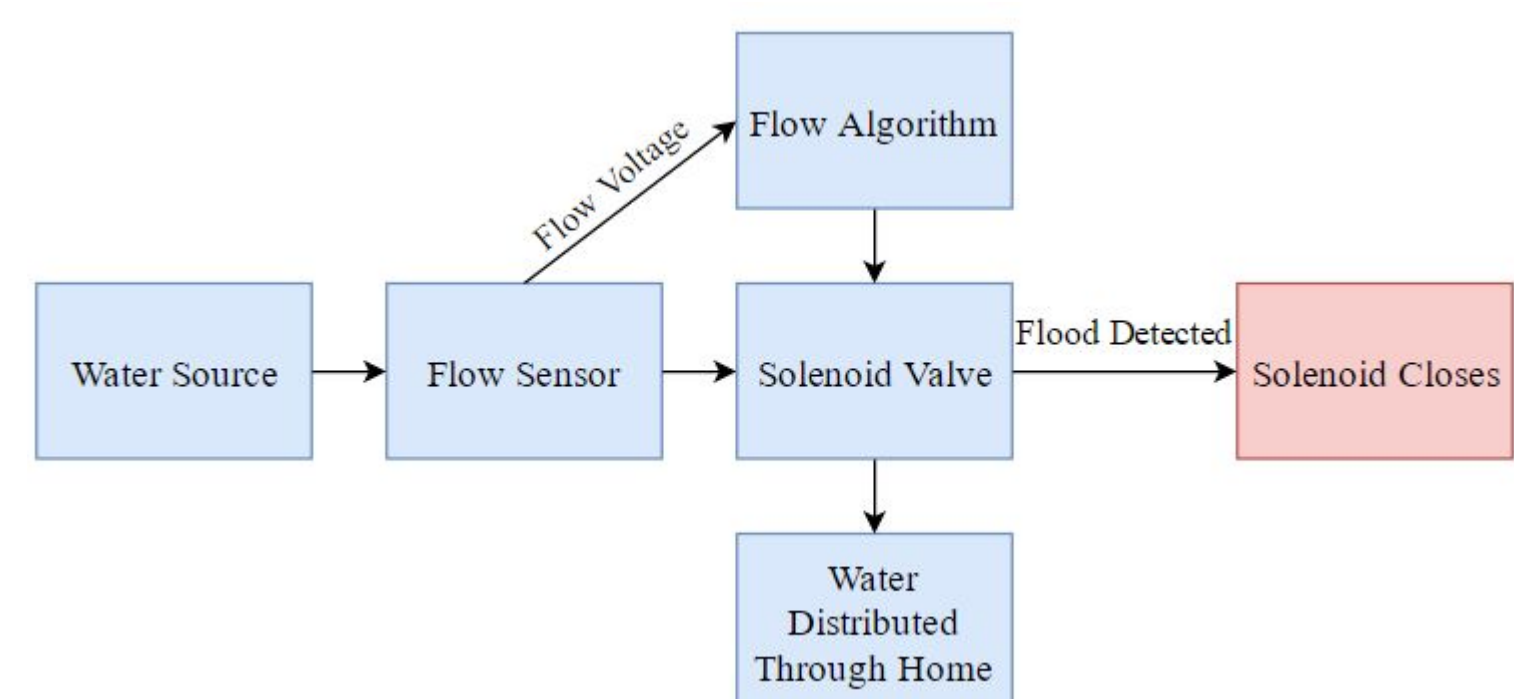 Flow Algorithm
Flow Voltage
Water Source
Flow Sensor
Solenoid Valve
Flood Detected
Solenoid Closes
Water
Distributed
Through Home